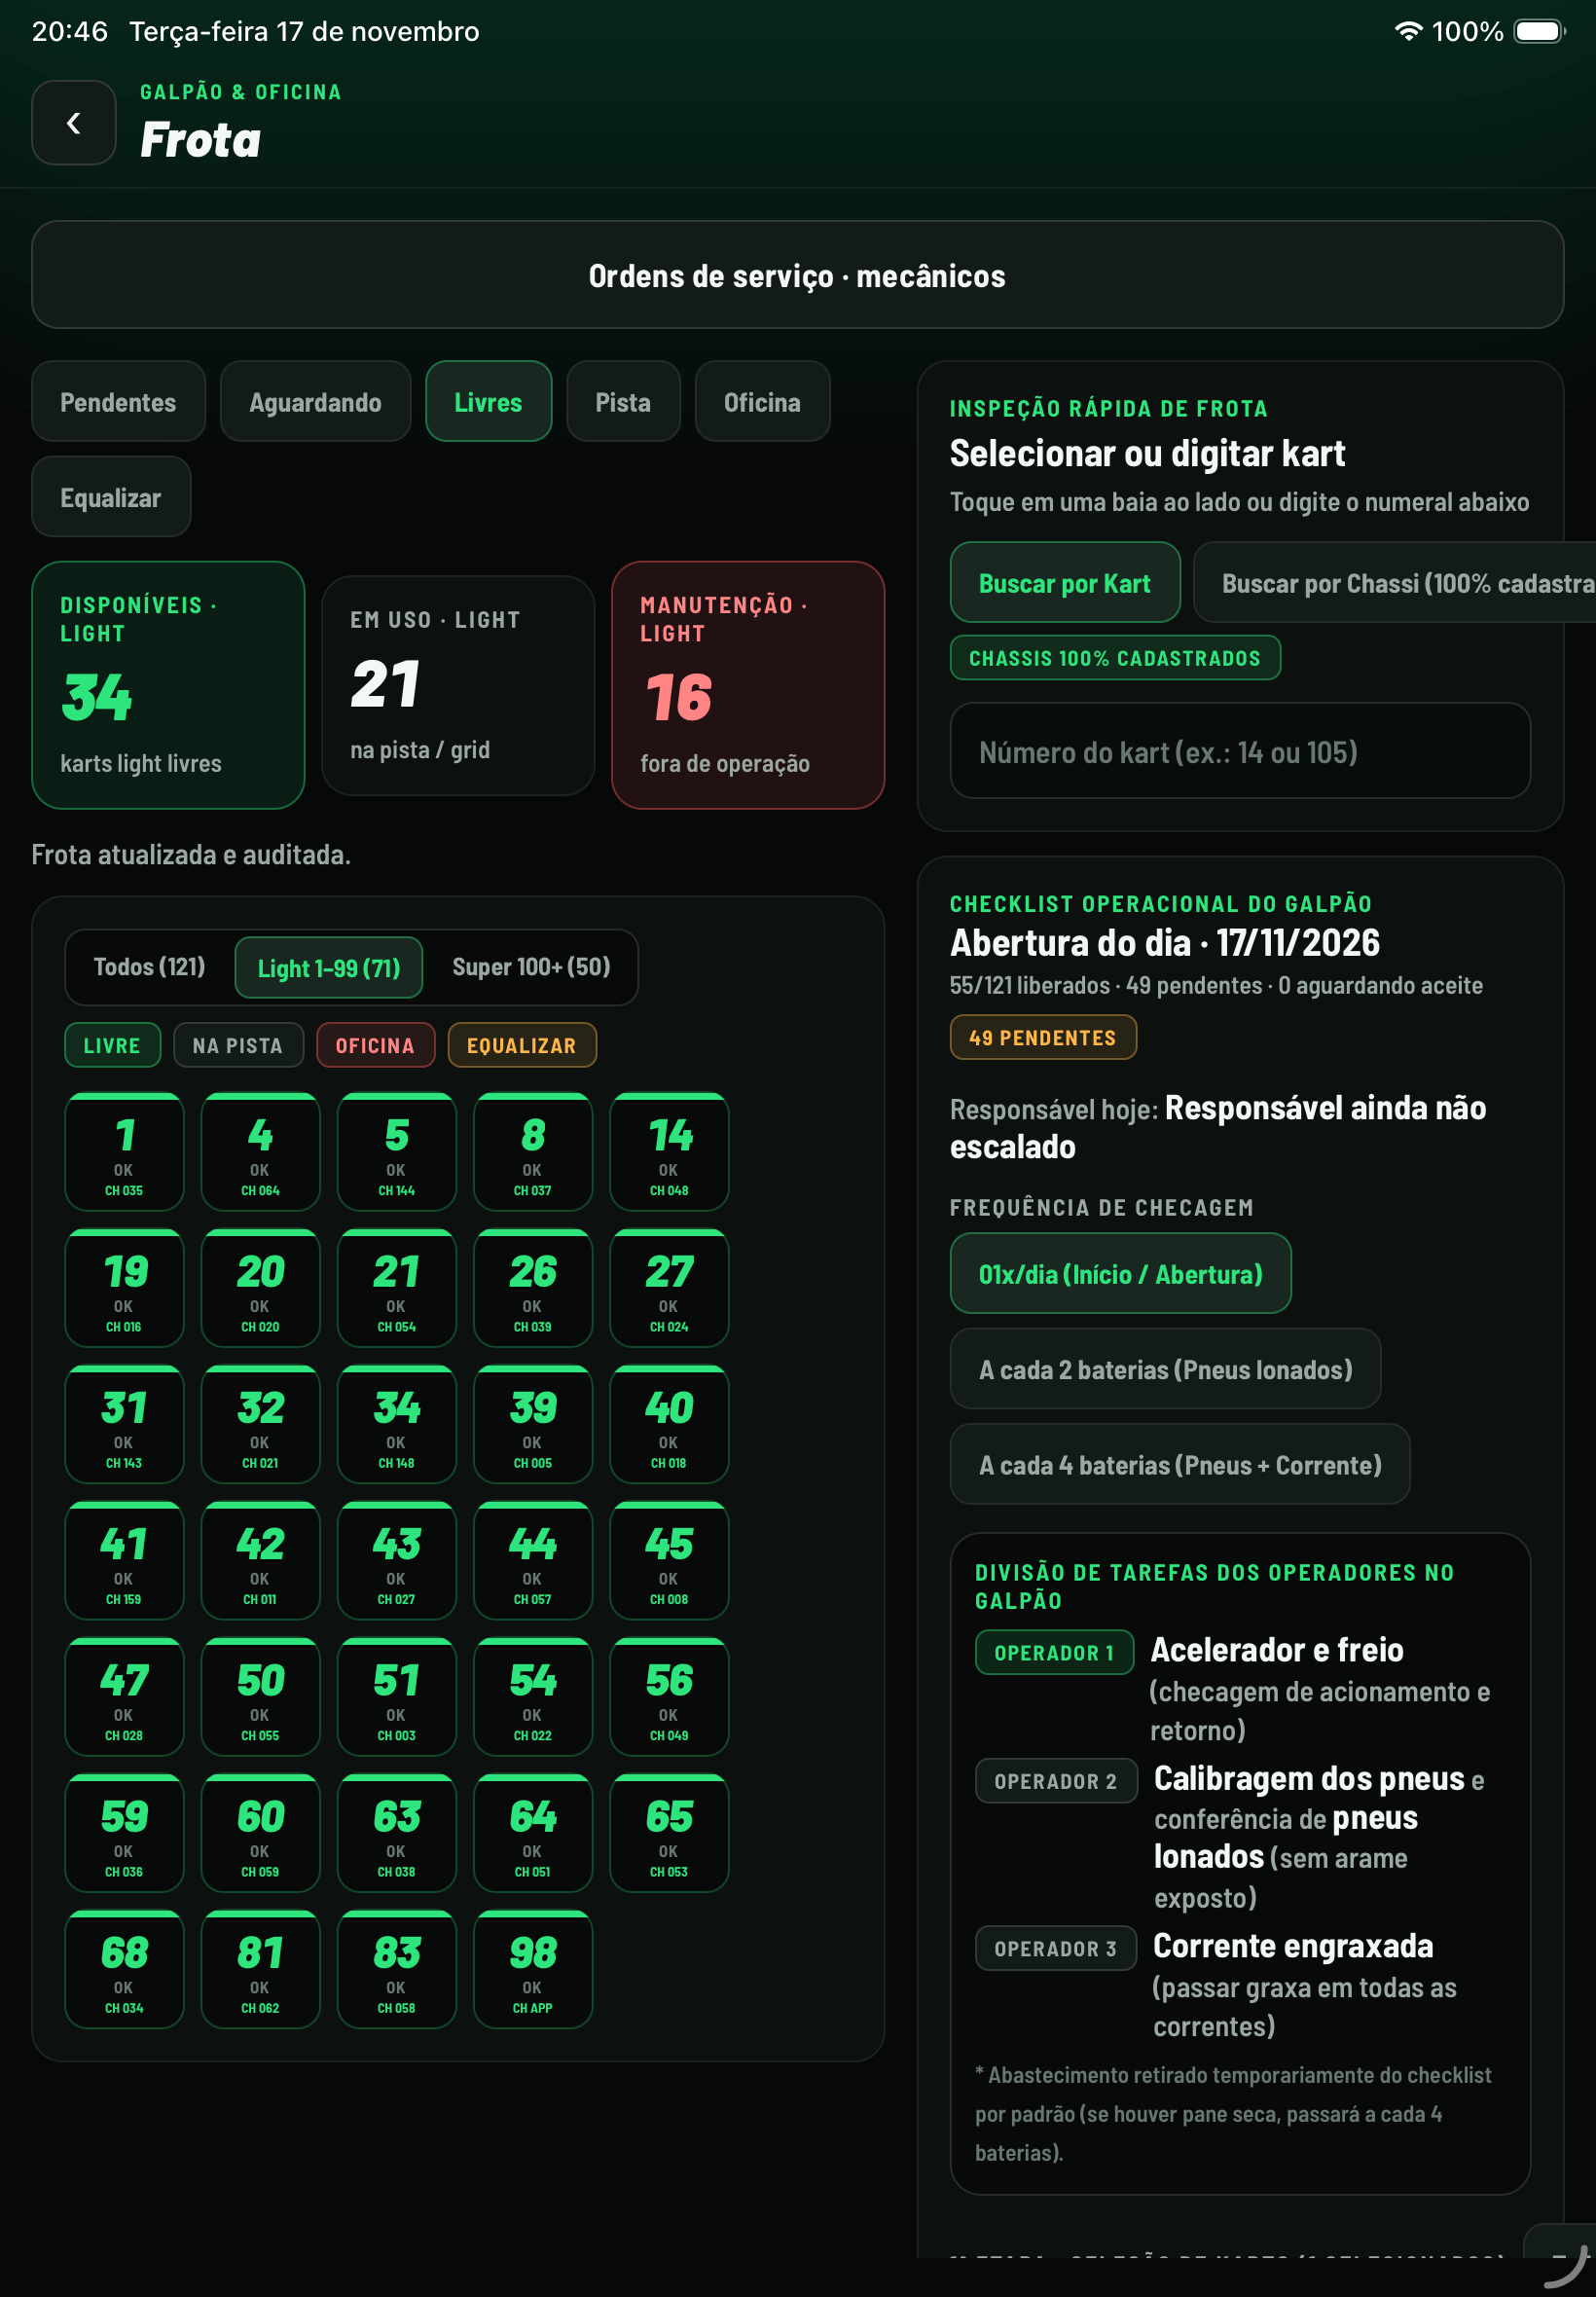 20:46 Terça-feira 17 de novembro
100%
GALPÃO & OFICINA
Frota
Ordens de serviço · mecânicos
Pendentes
Aguardando
Livres
Pista
Oficina
Equalizar
DISPONÍVEIS ·
LIGHT
34
karts light livres
EM USO · LIGHT
21
na pista / grid
MANUTENÇÃO ·
LIGHT
16
fora de operação
Frota atualizada e auditada.
Todos (121)
Light 1–99 (71)
Super 100+ (50)
LIVRE
NA PISTA
OFICINA
EQUALIZAR
1
OK
CH 035
4
OK
CH 064
5
OK
CH 144
8
OK
CH 037
14
OK
CH 048
19
OK
CH 016
20
OK
CH 020
21
OK
CH 054
26
OK
CH 039
27
OK
CH 024
31
OK
CH 143
32
OK
CH 021
34
OK
CH 148
39
OK
CH 005
40
OK
CH 018
41
OK
CH 159
42
OK
CH 011
43
OK
CH 027
44
OK
CH 057
45
OK
CH 008
47
OK
CH 028
50
OK
CH 055
51
OK
CH 003
54
OK
CH 022
56
OK
CH 049
59
OK
CH 036
60
OK
CH 059
63
OK
CH 038
64
OK
CH 051
65
OK
CH 053
68
OK
CH 034
81
OK
CH 062
83
OK
CH 058
98
OK
CH APP
INSPEÇÃO RÁPIDA DE FROTA
Selecionar ou digitar kart
Toque em uma baia ao lado ou digite o numeral abaixo
Buscar por Kart
Buscar por Chassi (100% cadastra
CHASSIS 100% CADASTRADOS
Número do kart (ex.: 14 ou 105)
CHECKLIST OPERACIONAL DO GALPÃO
Abertura do dia · 17/11/2026
55/121 liberados · 49 pendentes · 0 aguardando aceite
49 PENDENTES
Responsável hoje: Responsável ainda não
escalado
FREQUÊNCIA DE CHECAGEM
01x/dia (Início / Abertura)
A cada 2 baterias (Pneus lonados)
A cada 4 baterias (Pneus + Corrente)
DIVISÃO DE TAREFAS DOS OPERADORES NO
GALPÃO
OPERADOR 1
Acelerador e freio
(checagem de acionamento e
retorno)
OPERADOR 2
Calibragem dos pneus e
conferência de pneus
lonados (sem arame
exposto)
OPERADOR 3
Corrente engraxada
(passar graxa em todas as
correntes)
* Abastecimento retirado temporariamente do checklist
por padrão (se houver pane seca, passará a cada 4
baterias).
1ª ETAPA · SELEÇÃO DE KARTS (1 SELECIONADOS)